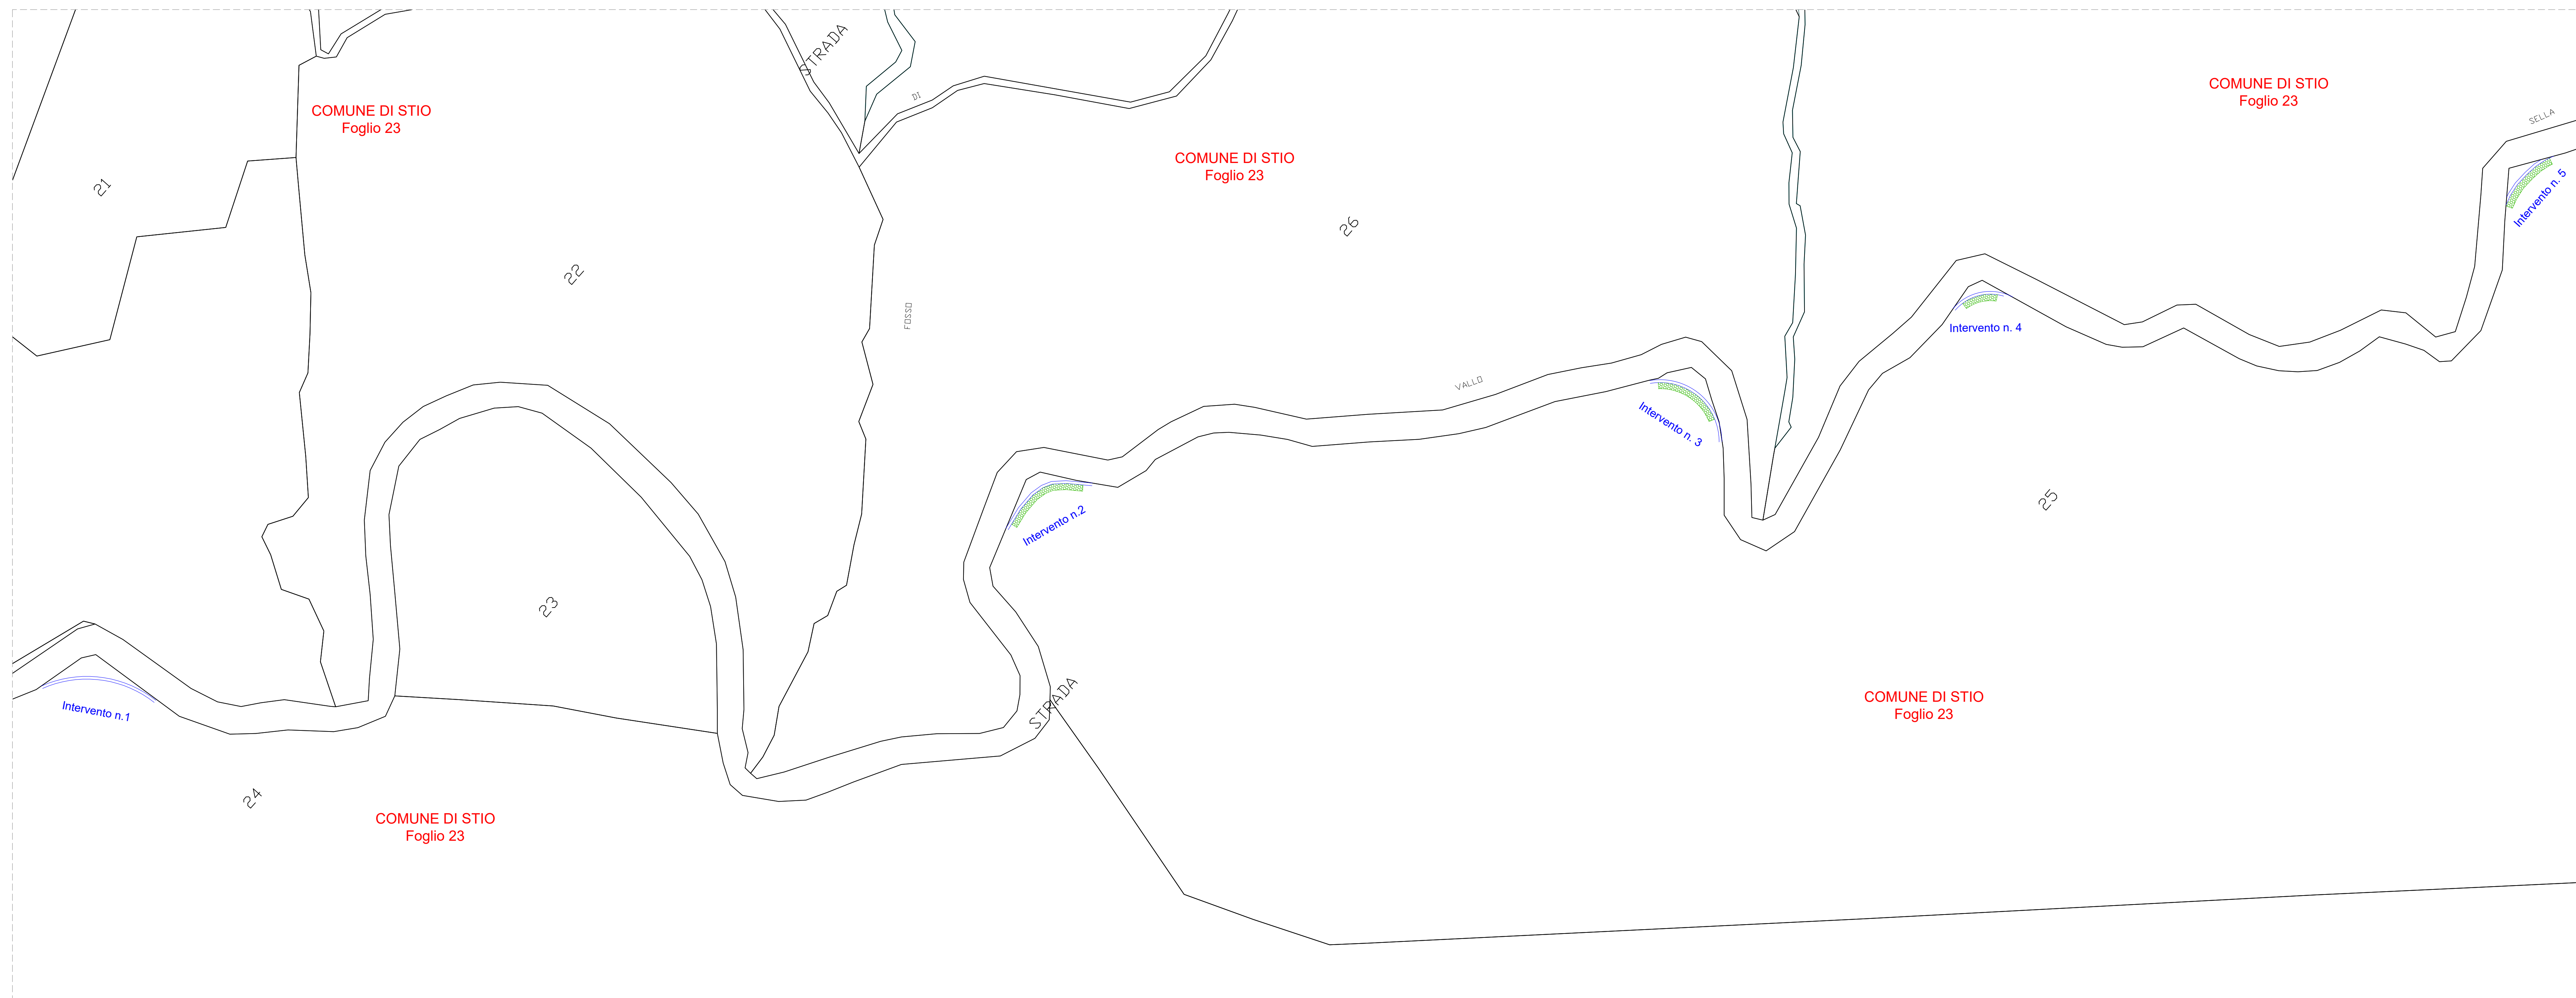 STRADA
DI
COMUNE DI STIO
Foglio 23
COMUNE DI STIO
Foglio 23
SELLA
COMUNE DI STIO
Foglio 23
21
Intervento n. 5
26
22
FOSSO
Intervento n. 4
VALLO
Intervento n. 3
25
Intervento n.2
23
STRADA
COMUNE DI STIO
Foglio 23
Intervento n.1
24
COMUNE DI STIO
Foglio 23